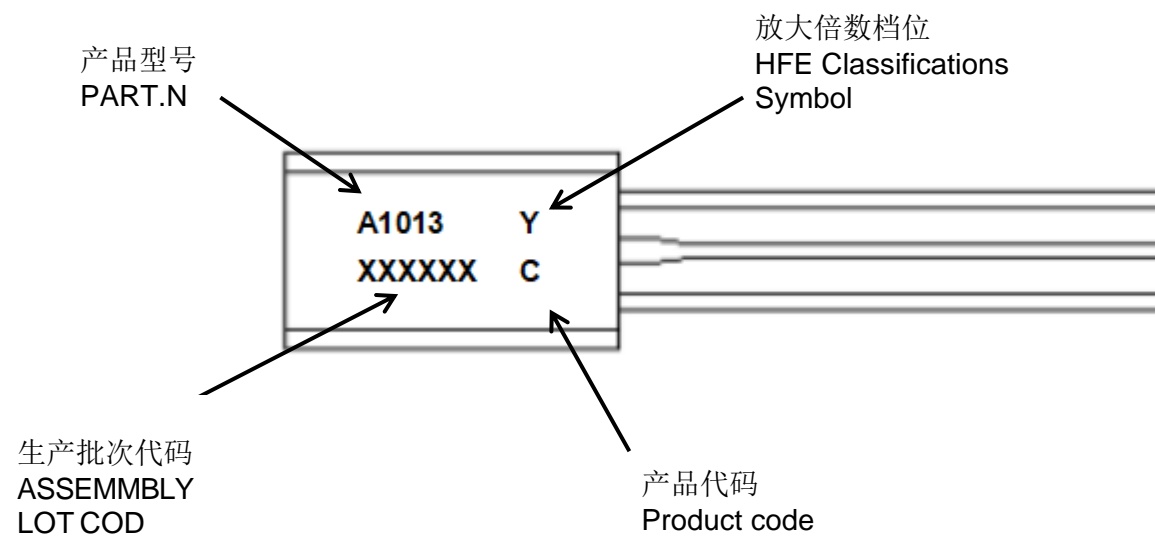 产品型号
PART.N
放大倍数档位
HFE Classifications
Symbol
A1013 Y
XXXXXX C
生产批次代码
ASSEMMBLY
LOT COD
产品代码
Product code